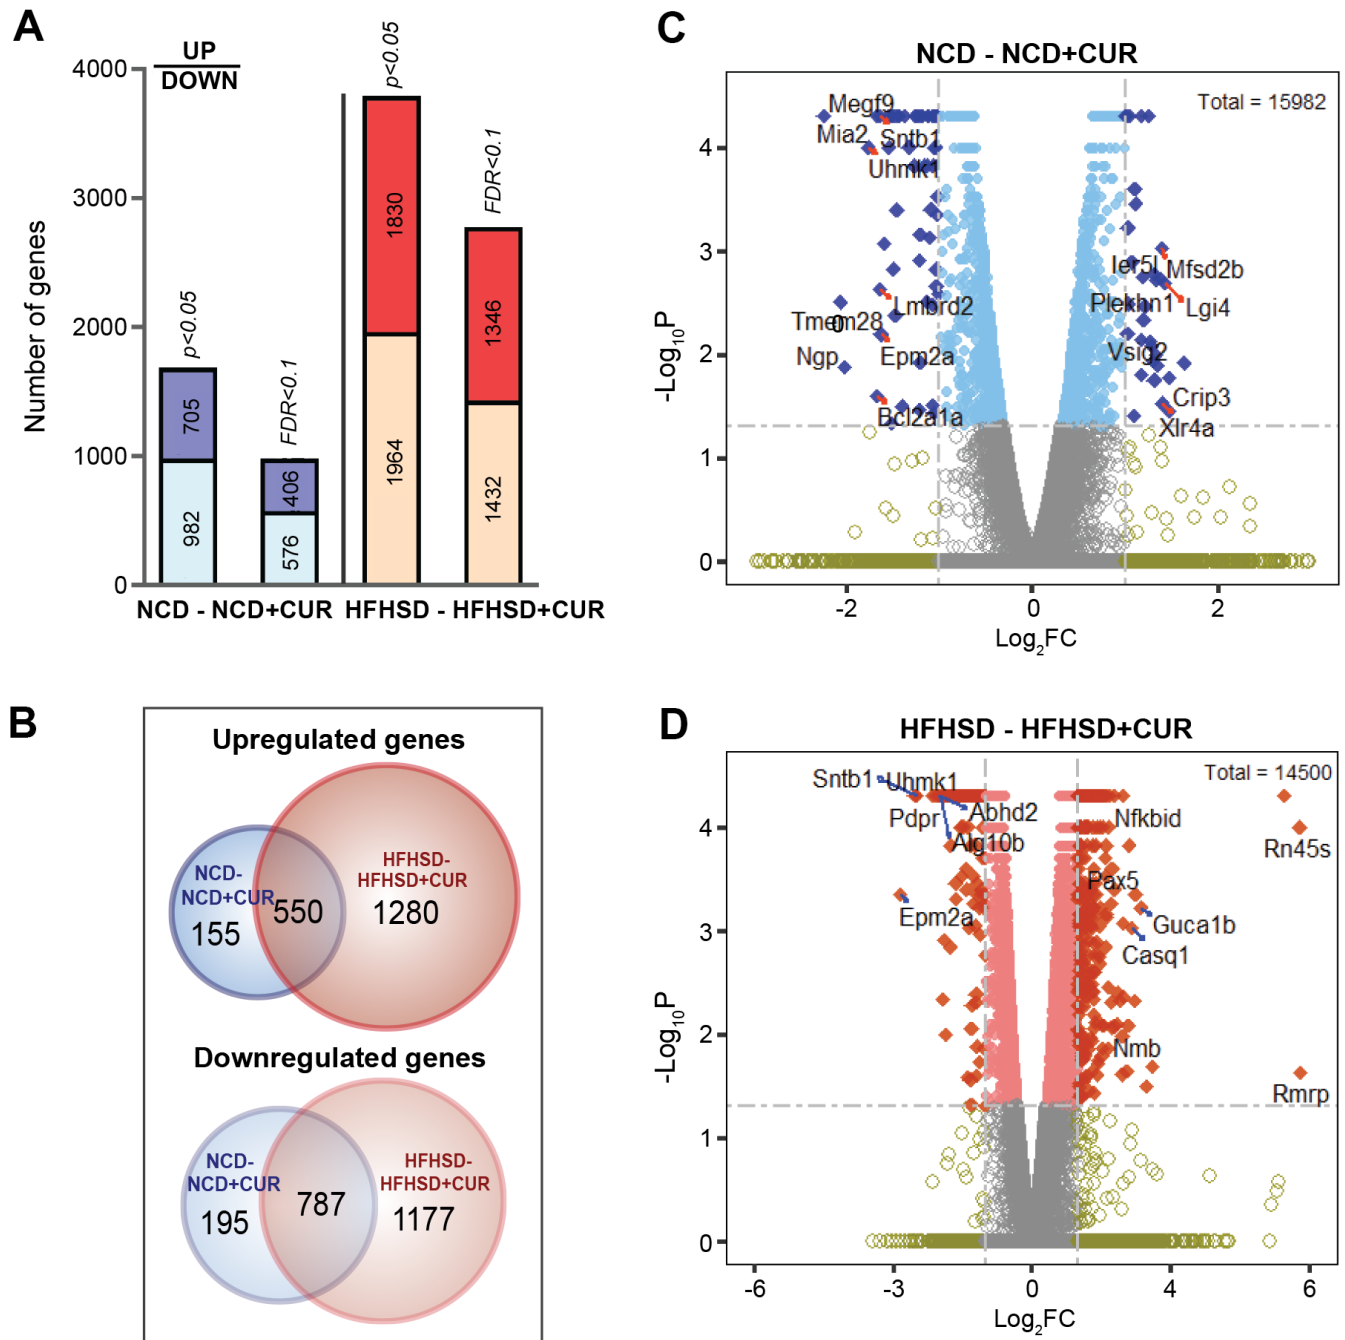 A
UP
DOWN
Number of genes
4000
3000
2000
1000
0
p<0.05
705
982
FDR<0.1
406
576
p<0.05
1830
1964
FDR<0.1
1346
1432
NCD - NCD+CUR
HFHSD - HFHSD+CUR
B
Upregulated genes
NCD-
NCD+CUR
155
550
HFHSD-
HFHSD+CUR
1280
Downregulated genes
NCD-
NCD+CUR
195
787
HFHSD-
HFHSD+CUR
1177
C
NCD - NCD+CUR
Total = 15982
-Log10P
4
3
2
1
0
Megf9
Mia2
Sntb1
Uhmk1
Lmbrd2
Tmem28
0
Ngp
Epm2a
Bcl2a1a
Ier5l
Mfsd2b
Plekhn1
Lgi4
Vsig2
Crip3
Xlr4a
-2
0
2
Log2FC
D
HFHSD - HFHSD+CUR
Total = 14500
-Log10P
4
3
2
1
0
Sntb1
Uhmk1
Pdpr
Abhd2
Alg10b
Epm2a
Nfkbid
Rn45s
Pax5
Guca1b
Casq1
Nmb
Rmrp
-6
-3
0
4
6
Log2FC